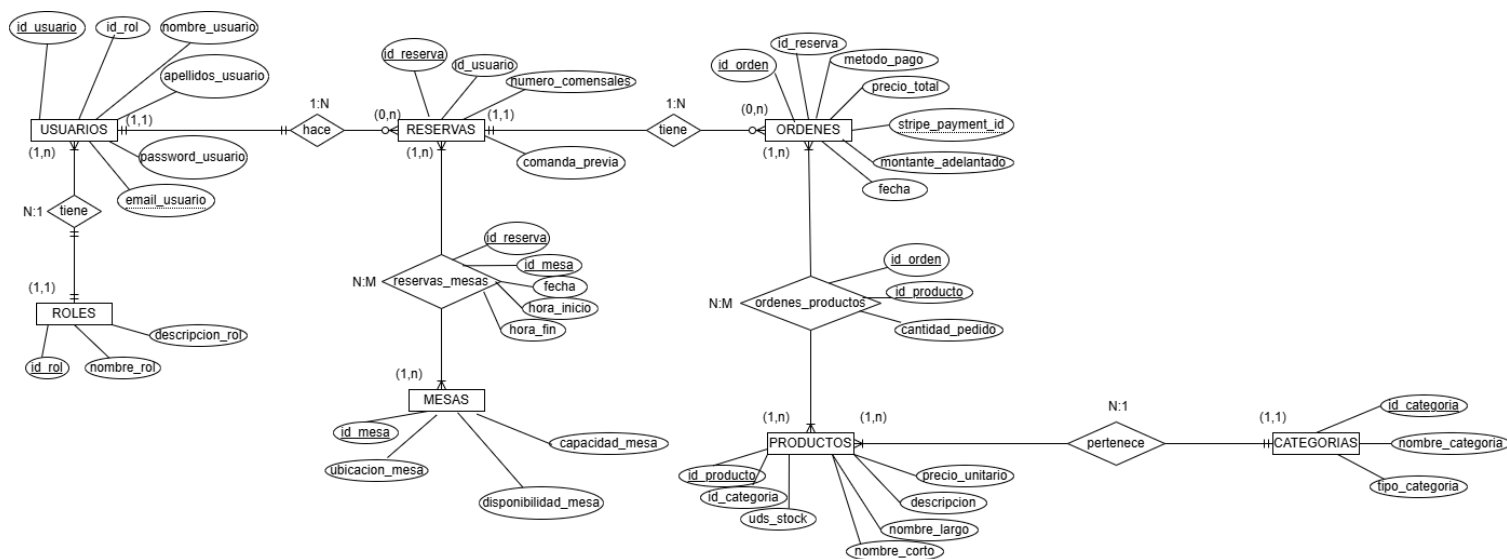 id_usuario
id_rol
nombre_usuario
apellidos_usuario
USUARIOS
(1,1)
(1,n)
password_usuario
email_usuario
N:1
tiene
(1,1)
ROLES
descripcion_rol
id_rol
nombre_rol
1:N
hace
(0,n)
id_reserva
id_usuario
numero_comensales
RESERVAS
(1,1)
(1,n)
comanda_previa
N:M
reservas_mesas
id_reserva
id_mesa
fecha
hora_inicio
hora_fin
(1,n)
MESAS
id_mesa
ubicacion_mesa
capacidad_mesa
disponibilidad_mesa
1:N
tiene
(0,n)
id_orden
id_reserva
metodo_pago
precio_total
ORDENES
(1,n)
stripe_payment_id
montante_adelantado
fecha
N:M
ordenes_productos
id_orden
id_producto
cantidad_pedido
(1,n)
(1,n)
PRODUCTOS
id_producto
id_categoria
uds_stock
precio_unitario
descripcion
nombre_largo
nombre_corto
N:1
pertenece
(1,1)
CATEGORIAS
id_categoria
nombre_categoria
tipo_categoria